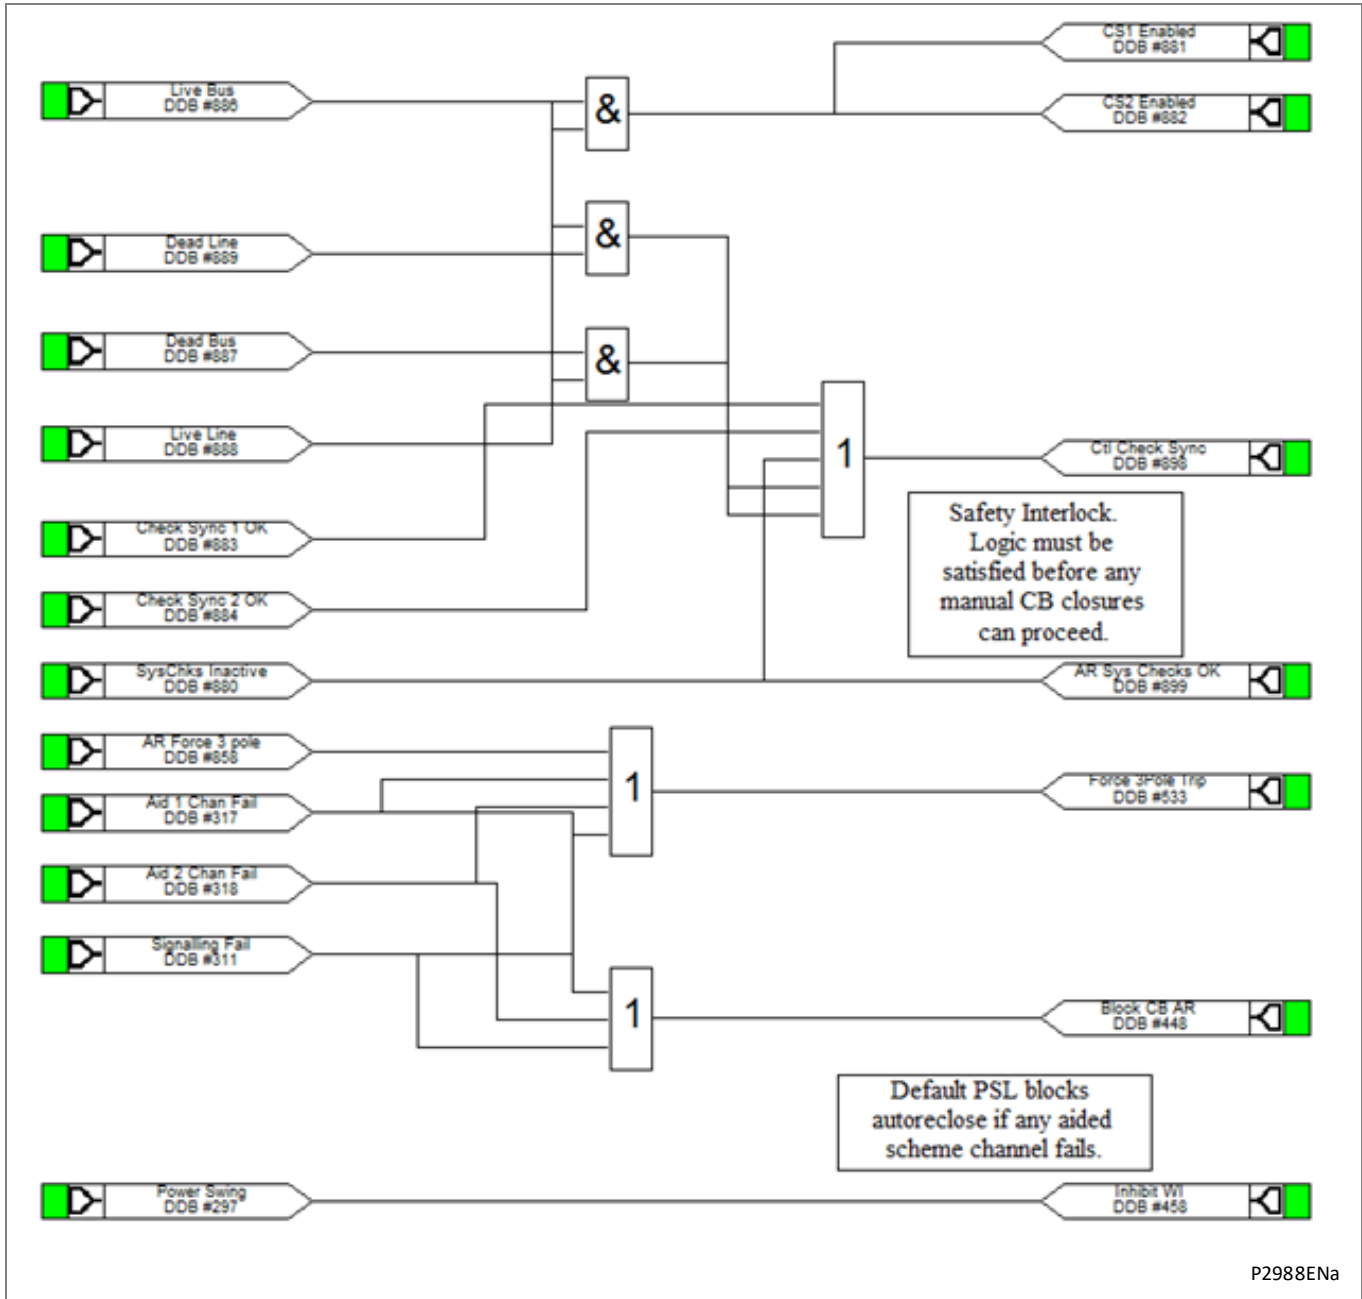 CS1 Enabled
DDB #881
Live Bus
DDB #886
&
CS2 Enabled
DDB #882
Dead Line
DDB #889
&
Dead Bus
DDB #887
&
Live Line
DDB #888
1
Ctl Check Sync
DDB #898
Safety Interlock.
Logic must be
satisfied before any
manual CB closures
can proceed.
Check Sync 1 OK
DDB #883
Check Sync 2 OK
DDB #884
SysChks Inactive
DDB #880
AR Sys Checks OK
DDB #899
AR Force 3 pole
DDB #858
1
Force 3Pole Trip
DDB #533
Aid 1 Chan Fail
DDB #317
Aid 2 Chan Fail
DDB #318
Signalling Fail
DDB #311
1
Block CB AR
DDB #448
Default PSL blocks
autoreclose if any aided
scheme channel fails.
Power Swing
DDB #297
Inhibit WI
DDB #458
P2988ENa